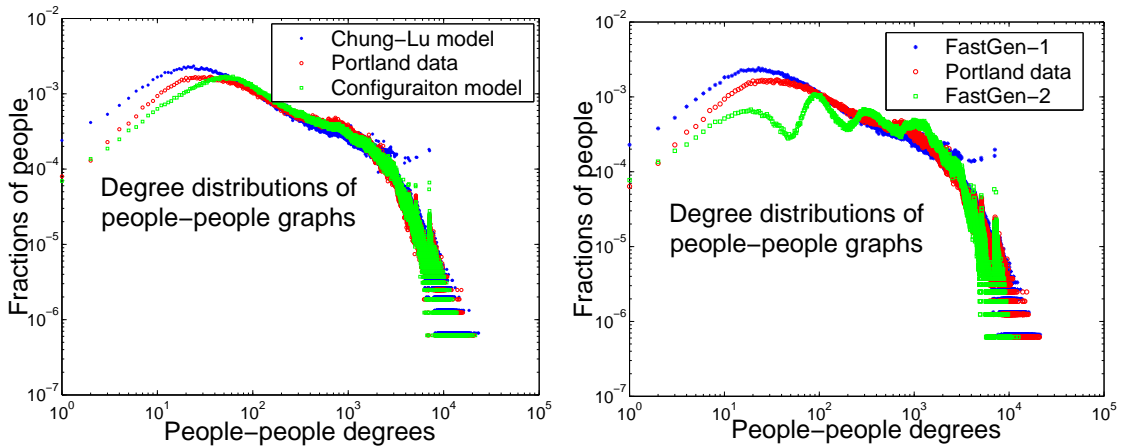 10^-2
10^-3
10^-4
10^-5
10^-6
10^-7
Fractions of people
Chung-Lu model
Portland data
Configuraiton model
Degree distributions of
people-people graphs
10^0
10^1
10^2
10^3
10^4
10^5
People-people degrees
10^-2
10^-3
10^-4
10^-5
10^-6
10^-7
Fractions of people
FastGen-1
Portland data
FastGen-2
Degree distributions of
people-people graphs
10^0
10^1
10^2
10^3
10^4
10^5
People-people degrees